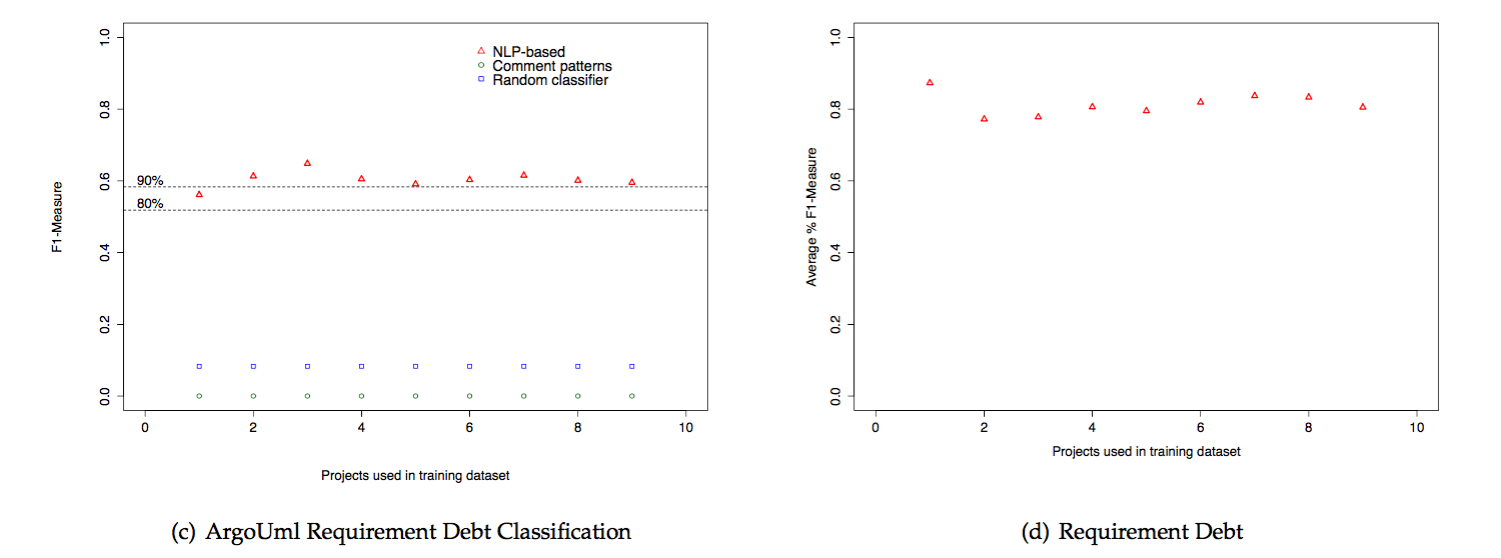 1.0
0.8
0.6
0.4
0.2
0.0
F1-Measure
NLP-based
Comment patterns
Random classifier
90%
80%
0 2 4 6 8 10
Projects used in training dataset
(c) ArgoUml Requirement Debt Classification
1.0
0.8
0.6
0.4
0.2
0.0
Average % F1-Measure
0 2 4 6 8 10
Projects used in training dataset
(d) Requirement Debt